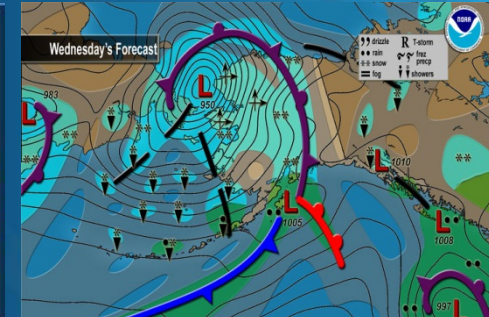 Wednesday's Forecast
drizzle
rain
snow
fog
R T-storm
frez
precp
showers
NOAA
983
L
L
950
L
1010
L
1005
L
1008
997
L